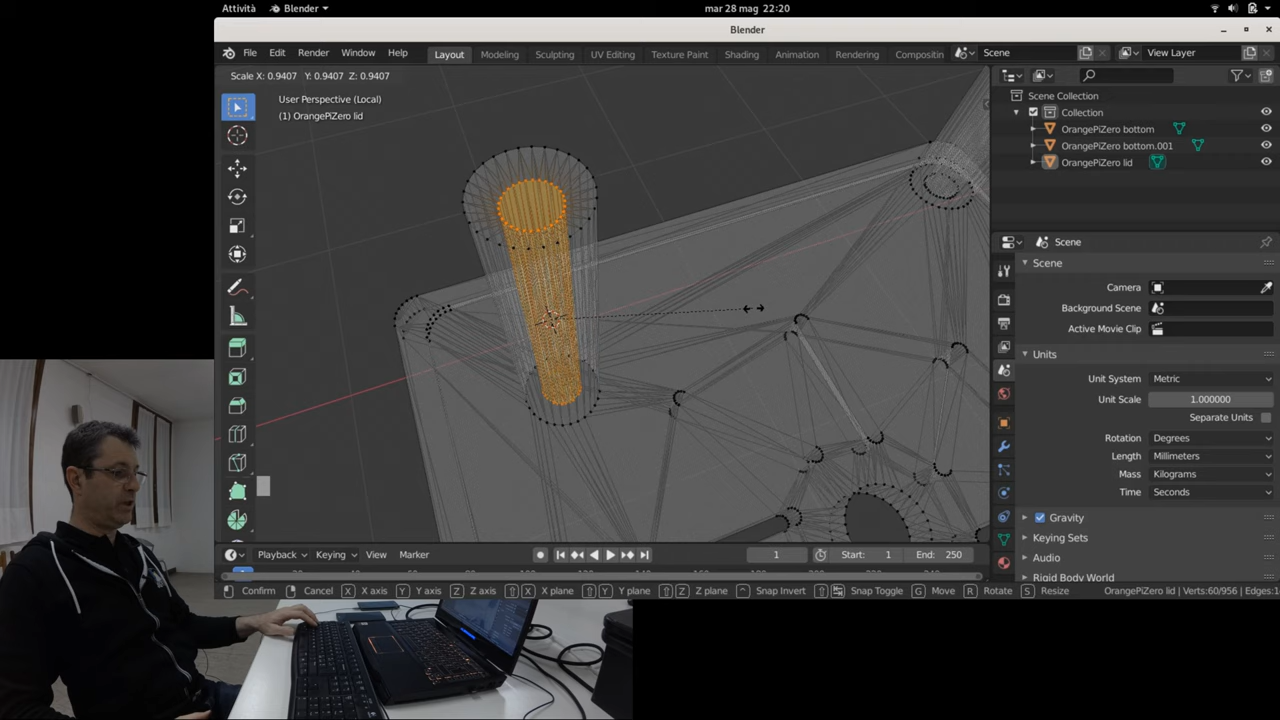 Attività Blender mar 28 mag 22:20
Blender
File Edit Render Window Help Layout Modeling Sculpting UV Editing Texture Paint Shading Animation Rendering Compositin Scene View Layer
Scale X: 0.9407 Y: 0.9407 Z: 0.9407
User Perspective (Local)
(1) OrangePiZero lid
Scene Collection
Collection
OrangePiZero bottom
OrangePiZero bottom.001
OrangePiZero lid
Scene
Scene
Camera
Background Scene
Active Movie Clip
Units
Unit System Metric
Unit Scale 1.000000
Separate Units
Rotation Degrees
Length Millimeters
Mass Kilograms
Time Seconds
Gravity
Keying Sets
Audio
Rigid Body World
Playback Keying View Marker 1 Start: 1 End: 250
Confirm Cancel X X axis Y Y axis Z Z axis X X plane Y Y plane Z Z plane Snap Invert Snap Toggle G Move R Rotate S Resize OrangePiZero lid | Verts:60/956 | Edges:1